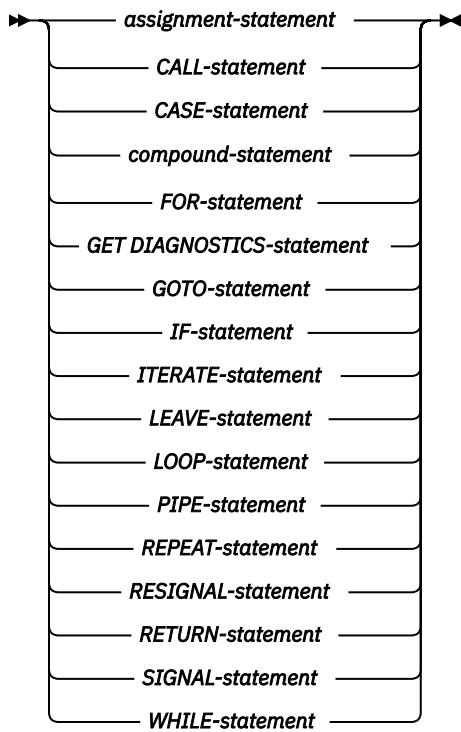 assignment-statement
CALL-statement
CASE-statement
compound-statement
FOR-statement
GET DIAGNOSTICS-statement
GOTO-statement
IF-statement
ITERATE-statement
LEAVE-statement
LOOP-statement
PIPE-statement
REPEAT-statement
RESIGNAL-statement
RETURN-statement
SIGNAL-statement
WHILE-statement